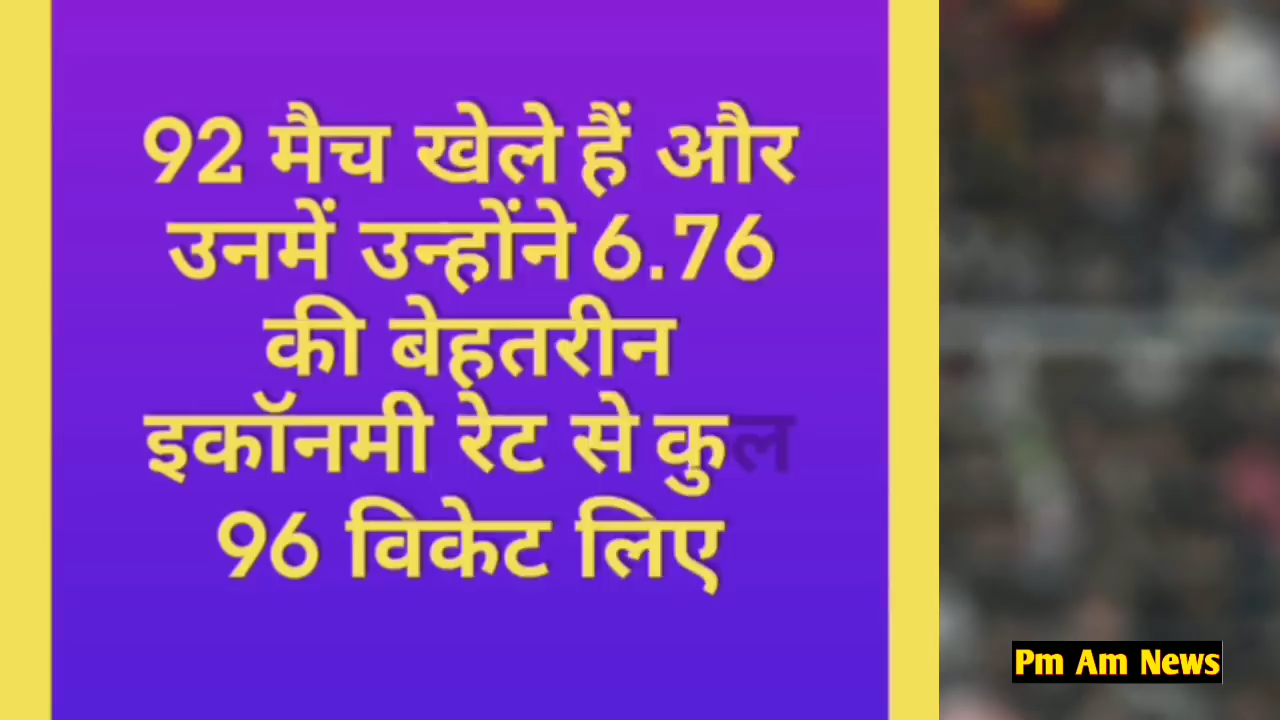 92 मैच खेले हैं और
उनमें उन्होंने 6.76
की बेहतरीन
इकॉनमी रेट से कुल
96 विकेट लिए
Pm Am News